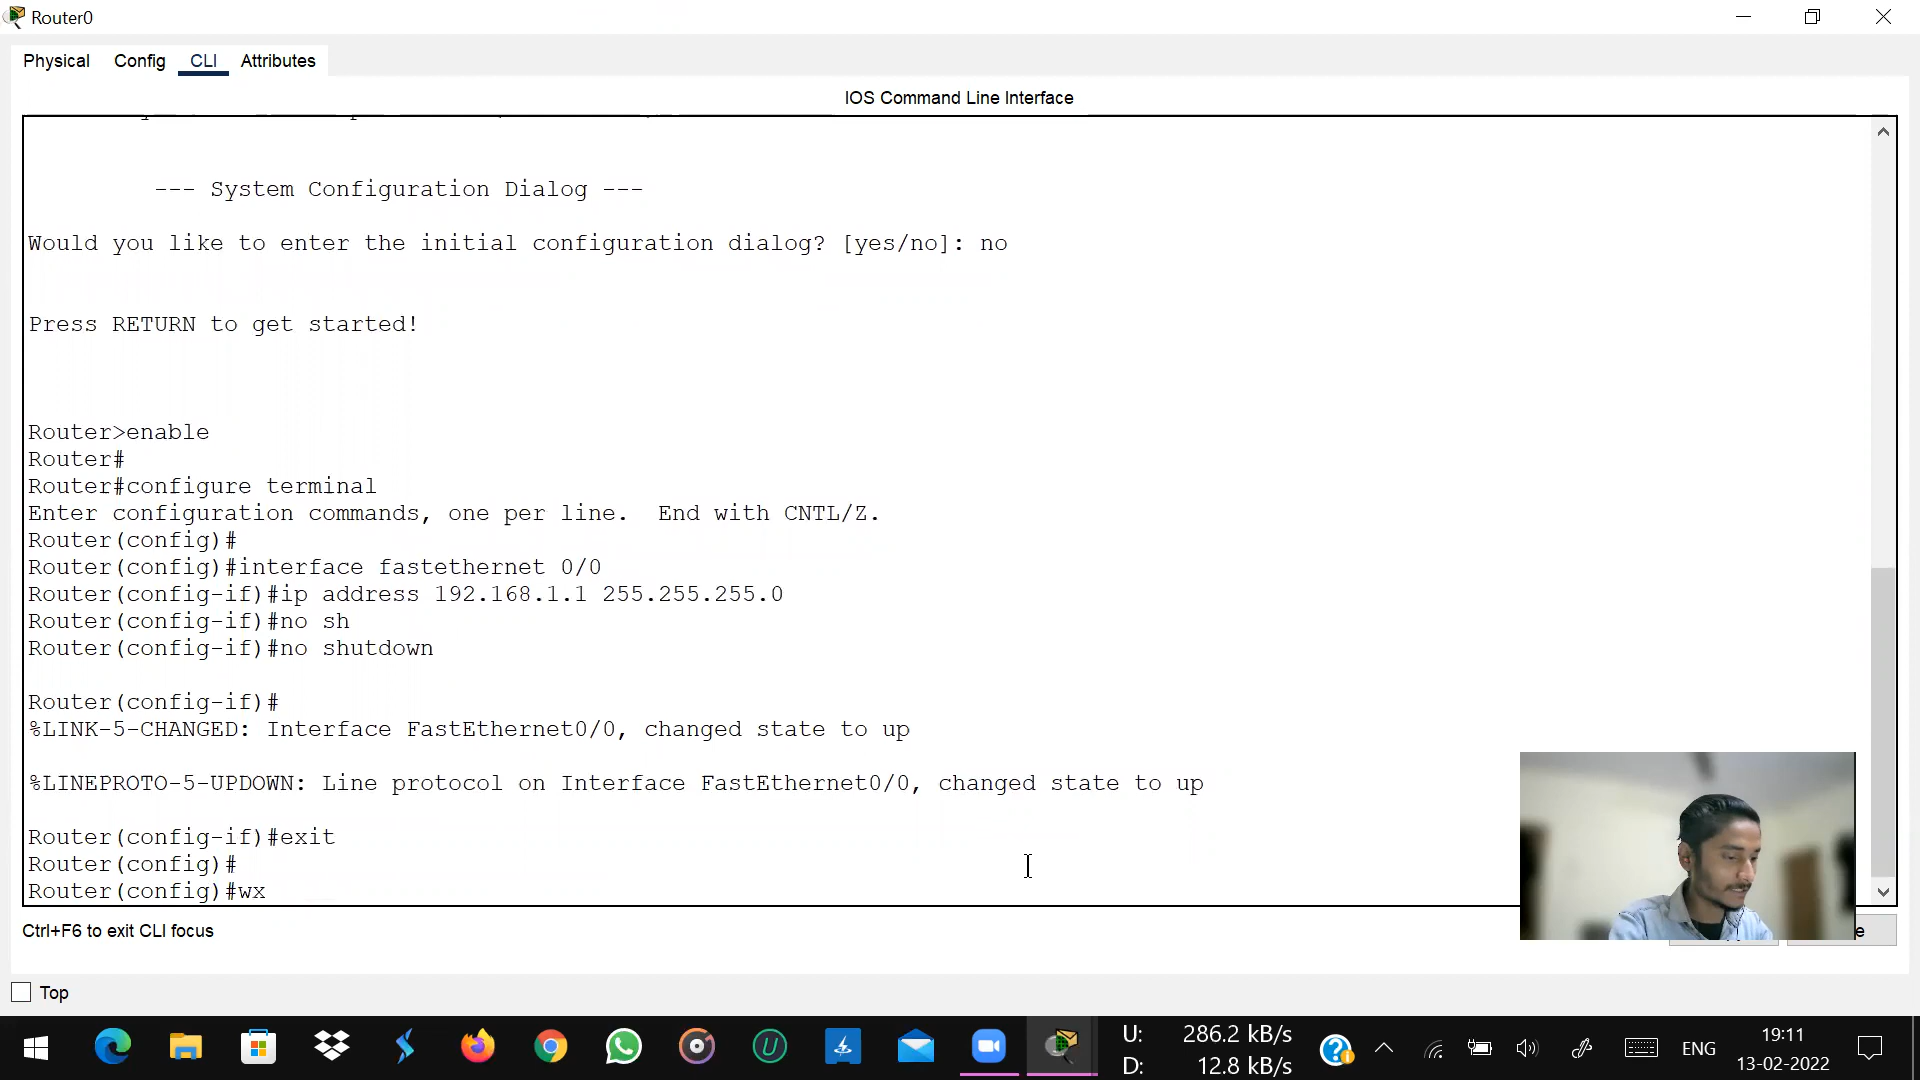 Router0
Physical Config CLI Attributes
IOS Command Line Interface
--- System Configuration Dialog ---
Would you like to enter the initial configuration dialog? [yes/no]: no
Press RETURN to get started!
Router>enable
Router#
Router#configure terminal
Enter configuration commands, one per line.  End with CNTL/Z.
Router(config)#
Router(config)#interface fastethernet 0/0
Router(config-if)#ip address 192.168.1.1 255.255.255.0
Router(config-if)#no sh
Router(config-if)#no shutdown
Router(config-if)#
%LINK-5-CHANGED: Interface FastEthernet0/0, changed state to up
%LINEPROTO-5-UPDOWN: Line protocol on Interface FastEthernet0/0, changed state to up
Router(config-if)#exit
Router(config)#
Router(config)#wx
Ctrl+F6 to exit CLI focus
e
Top
U: 286.2 kB/s
D: 12.8 kB/s
ENG
19:11
13-02-2022